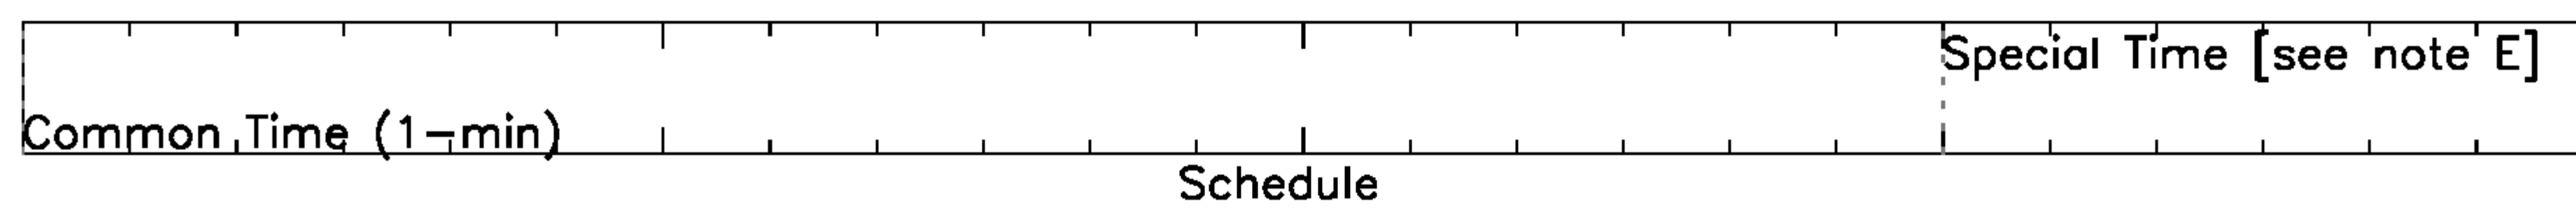 Special Time [see note E]
Common Time (1-min)
Schedule